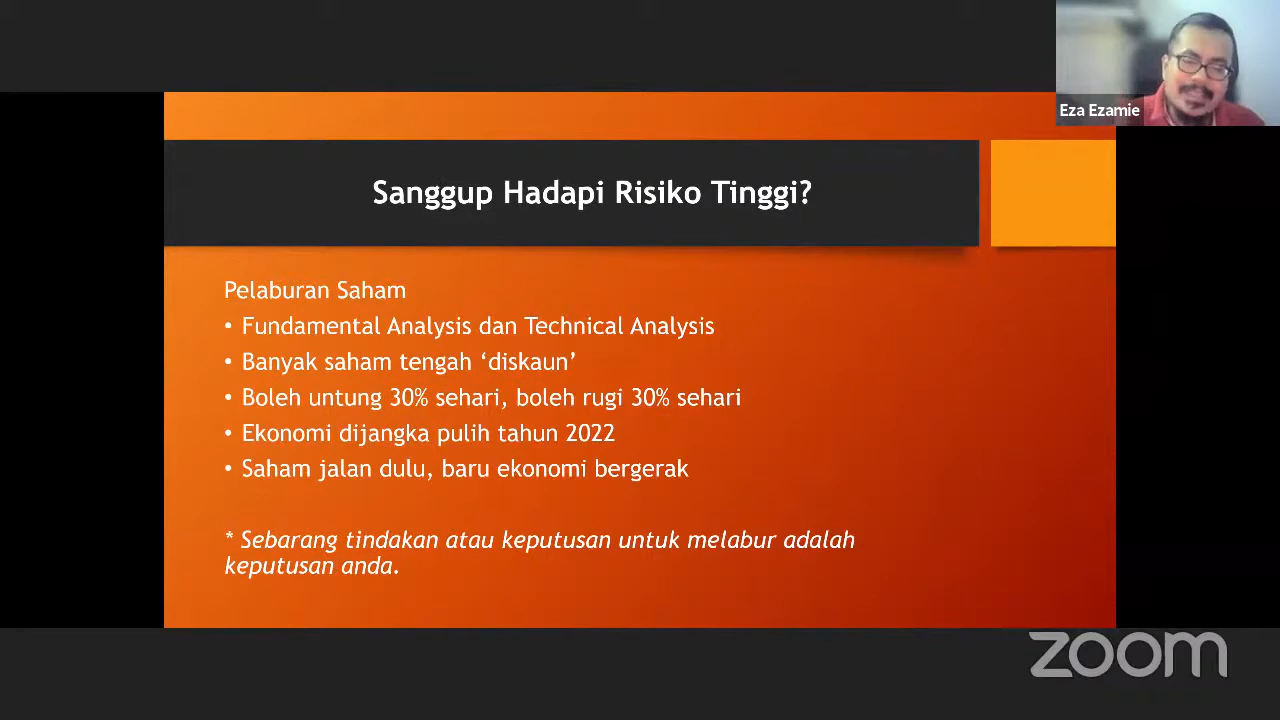 Eza Ezamie
Sanggup Hadapi Risiko Tinggi?
Pelaburan Saham
• Fundamental Analysis dan Technical Analysis
• Banyak saham tengah ‘diskaun’
• Boleh untung 30% sehari, boleh rugi 30% sehari
• Ekonomi dijangka pulih tahun 2022
• Saham jalan dulu, baru ekonomi bergerak
* Sebarang tindakan atau keputusan untuk melabur adalah
keputusan anda.
zoom